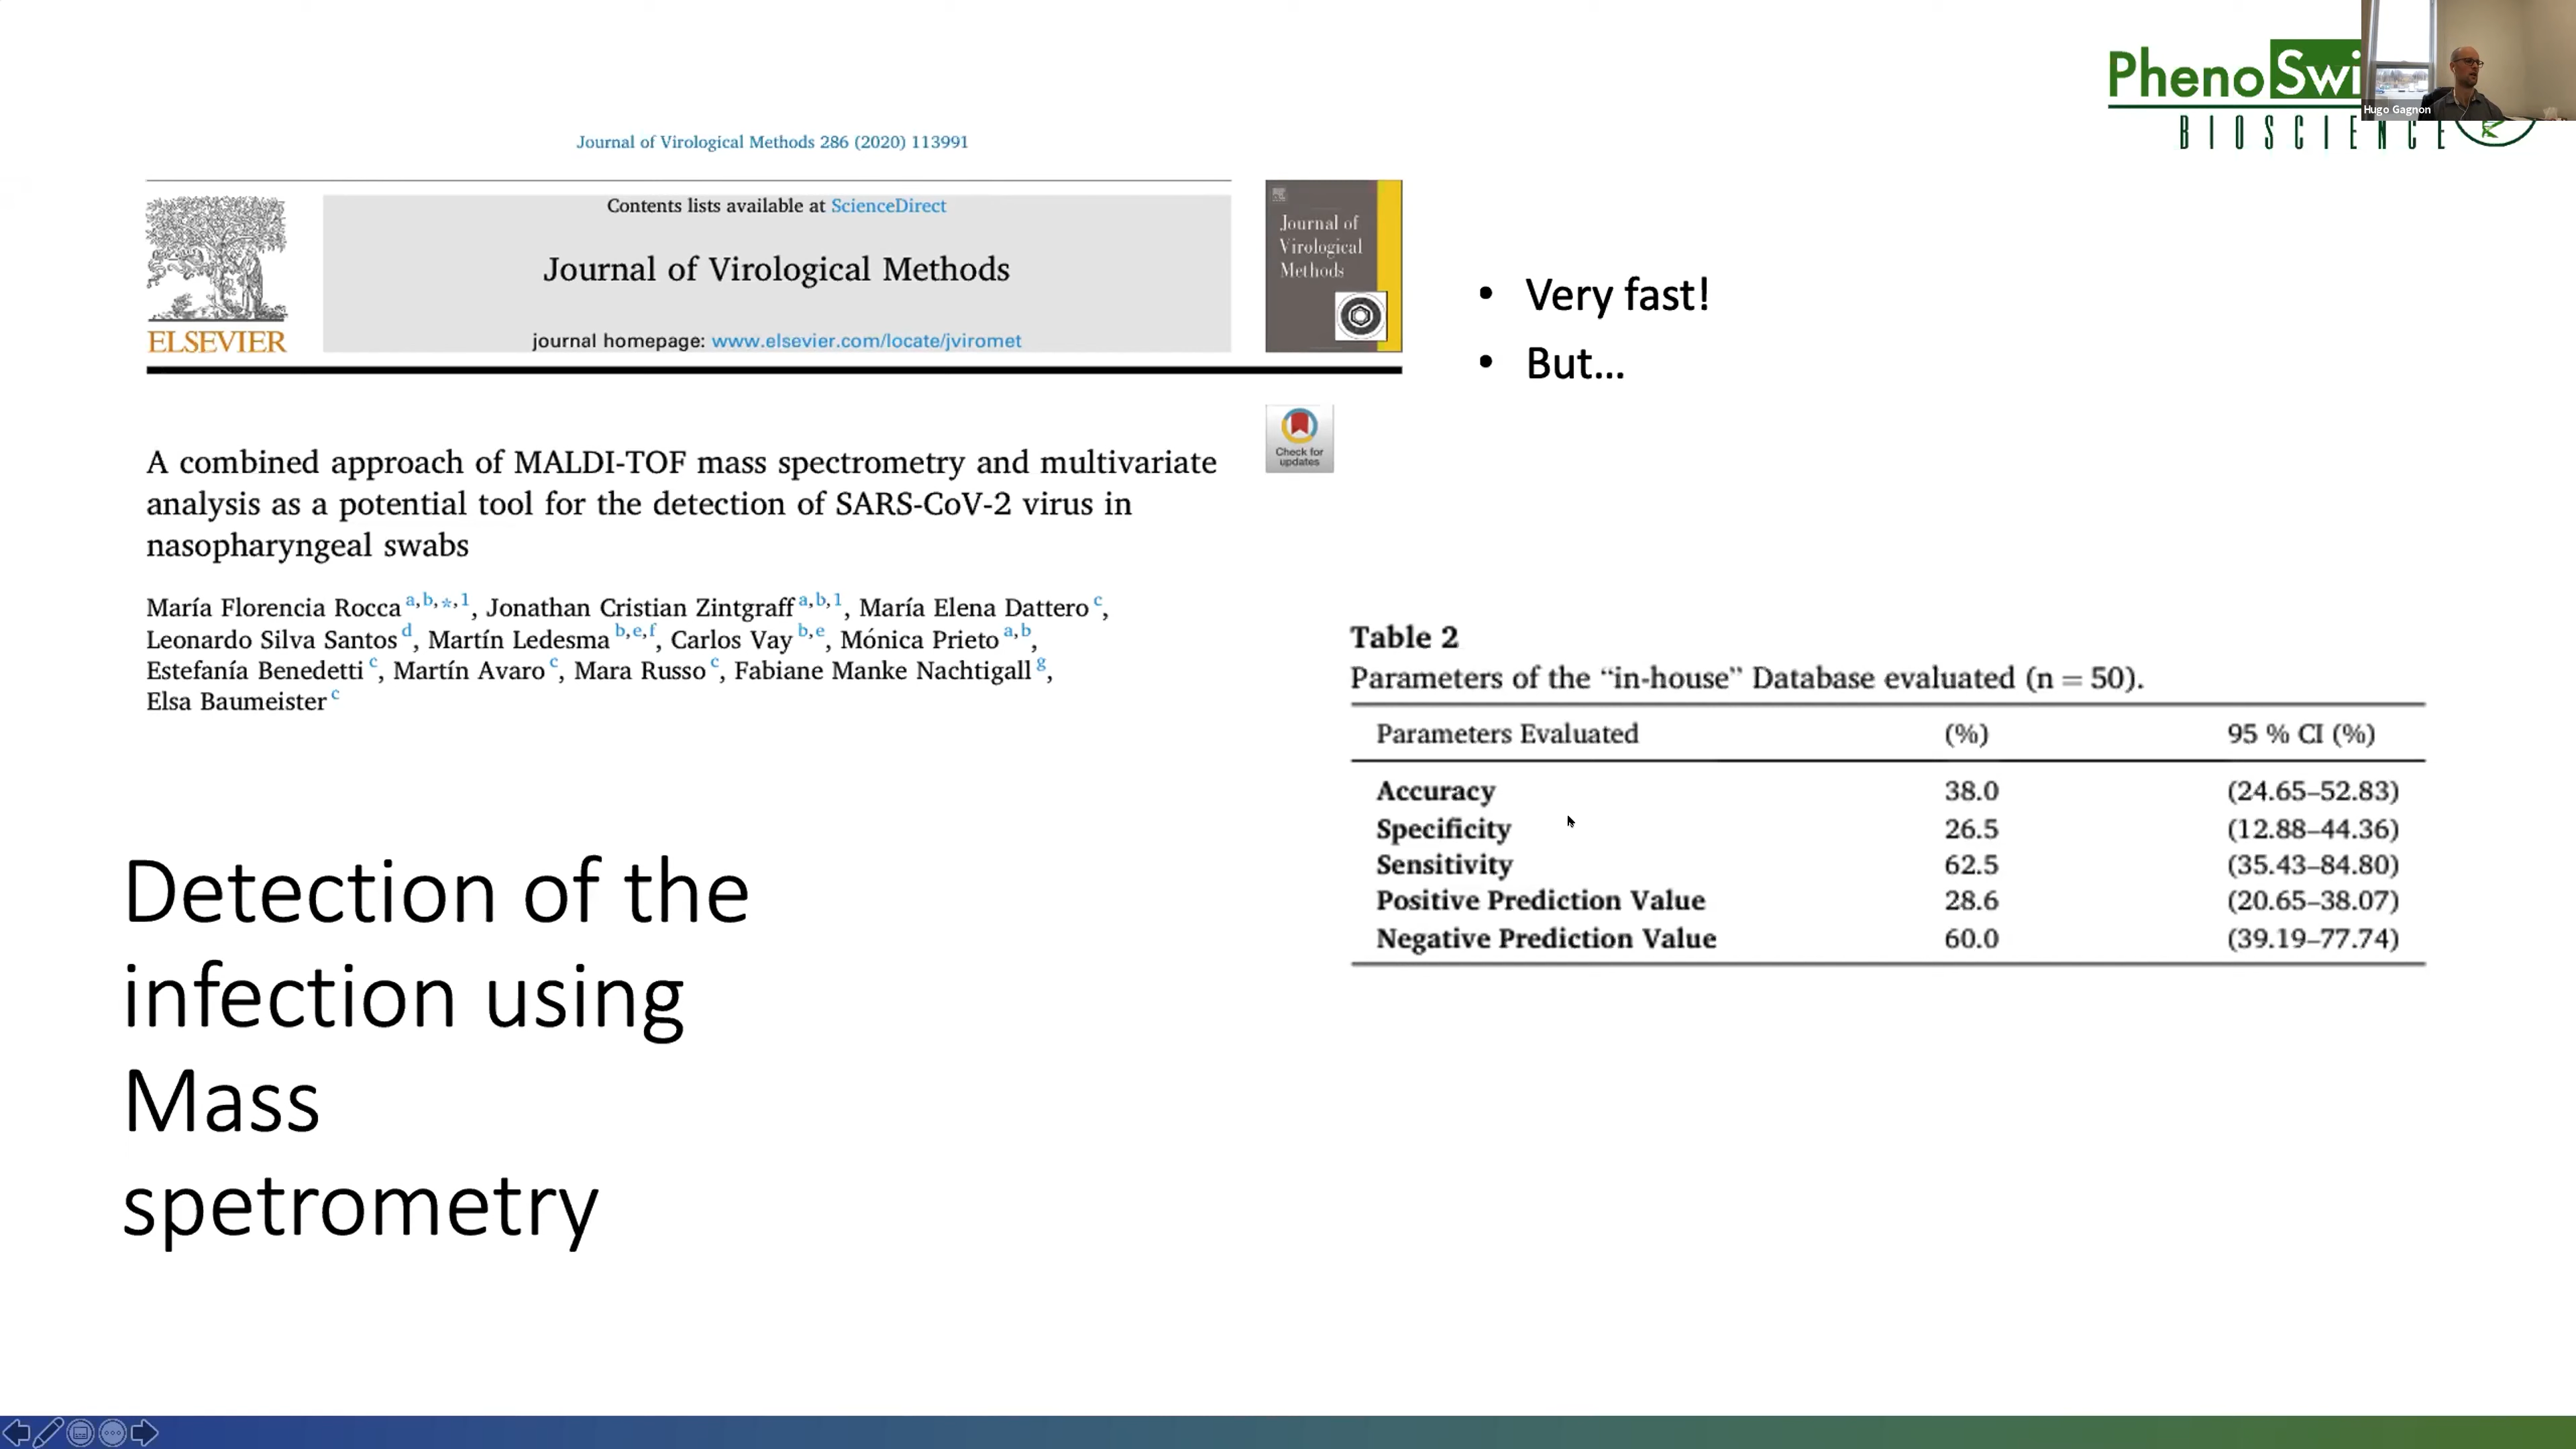 PhenoSwi
BIOSCIENCE
Hugo Gagnon
Journal of Virological Methods 286 (2020) 113991
Contents lists available at ScienceDirect
Journal of Virological Methods
journal homepage: www.elsevier.com/locate/jviromet
ELSEVIER
Journal of
Virological
Methods
Check for
updates
A combined approach of MALDI-TOF mass spectrometry and multivariate
analysis as a potential tool for the detection of SARS-CoV-2 virus in
nasopharyngeal swabs
María Florencia Rocca a,b,*,1, Jonathan Cristian Zintgraff a,b,1, María Elena Dattero c,
Leonardo Silva Santos d, Martín Ledesma b,e,f, Carlos Vay b,e, Mónica Prieto a,b,
Estefanía Benedetti c, Martín Avaro c, Mara Russo c, Fabiane Manke Nachtigall g,
Elsa Baumeister c
• Very fast!
• But...
Table 2
Parameters of the “in-house” Database evaluated (n = 50).
Parameters Evaluated (%) 95 % CI (%)
Accuracy 38.0 (24.65–52.83)
Specificity 26.5 (12.88–44.36)
Sensitivity 62.5 (35.43–84.80)
Positive Prediction Value 28.6 (20.65–38.07)
Negative Prediction Value 60.0 (39.19–77.74)
Detection of the
infection using
Mass
spetrometry